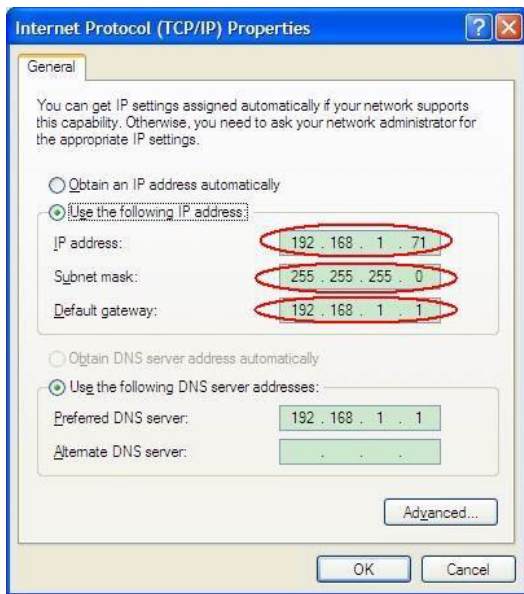 Internet Protocol (TCP/IP) Properties
General
You can get IP settings assigned automatically if your network supports
this capability. Otherwise, you need to ask your network administrator for
the appropriate IP settings.
Obtain an IP address automatically
Use the following IP address:
IP address: 192 . 168 . 1 . 71
Subnet mask: 255 . 255 . 255 . 0
Default gateway: 192 . 168 . 1 . 1
Obtain DNS server address automatically
Use the following DNS server addresses:
Preferred DNS server: 192 . 168 . 1 . 1
Alternate DNS server: . . .
Advanced...
OK Cancel